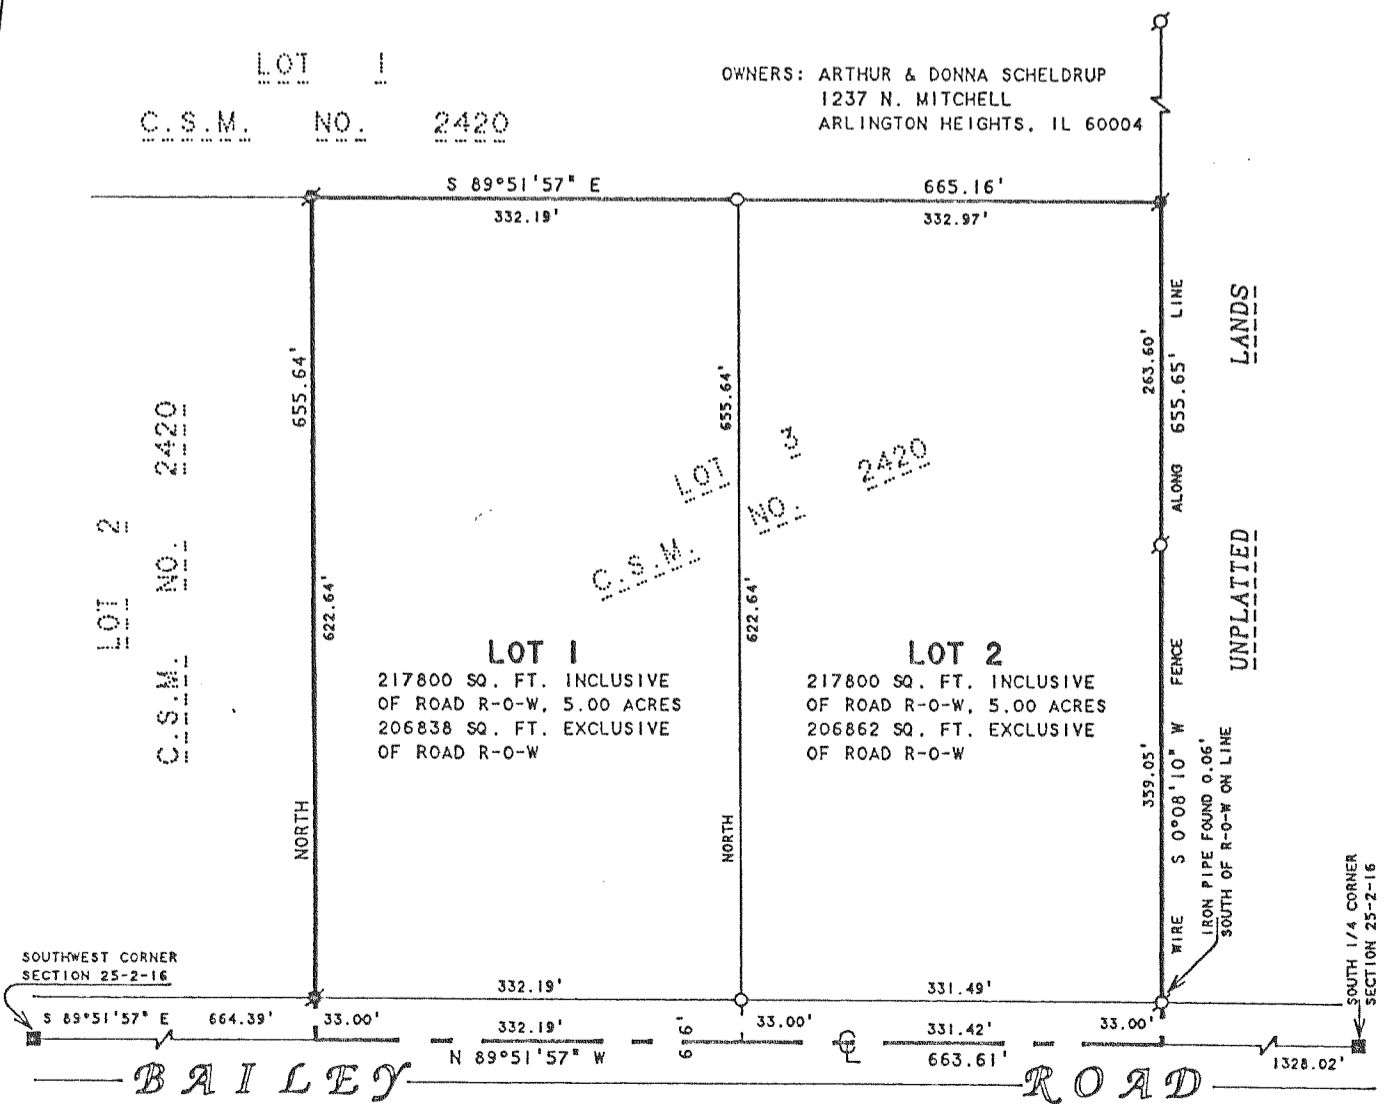 LOT 1
C.S.M. NO. 2420
OWNERS: ARTHUR & DONNA SCHELDRUP
1237 N. MITCHELL
ARLINGTON HEIGHTS, IL 60004
S 89°51'57" E
665.16'
332.19'
332.97'
655.64'
622.64'
NORTH
655.64'
622.64'
NORTH
263.60'
359.05'
WIRE FENCE ALONG LINE
S 0°08'10" W 655.65'
UNPLATTED LANDS
LOT 2
C.S.M. NO. 2420
LOT 3
C.S.M. NO. 2420
LOT 1
217800 SQ. FT. INCLUSIVE
OF ROAD R-O-W, 5.00 ACRES
206838 SQ. FT. EXCLUSIVE
OF ROAD R-O-W
LOT 2
217800 SQ. FT. INCLUSIVE
OF ROAD R-O-W, 5.00 ACRES
206862 SQ. FT. EXCLUSIVE
OF ROAD R-O-W
IRON PIPE FOUND 0.06'
SOUTH OF R-O-W ON LINE
SOUTH 1/4 CORNER
SECTION 25-2-16
SOUTHWEST CORNER
SECTION 25-2-16
332.19'
331.49'
S 89°51'57" E 664.39'
33.00'
332.19'
66'
33.00'
℄
331.42'
33.00'
N 89°51'57" W
663.61'
1328.02'
BAILEY ROAD